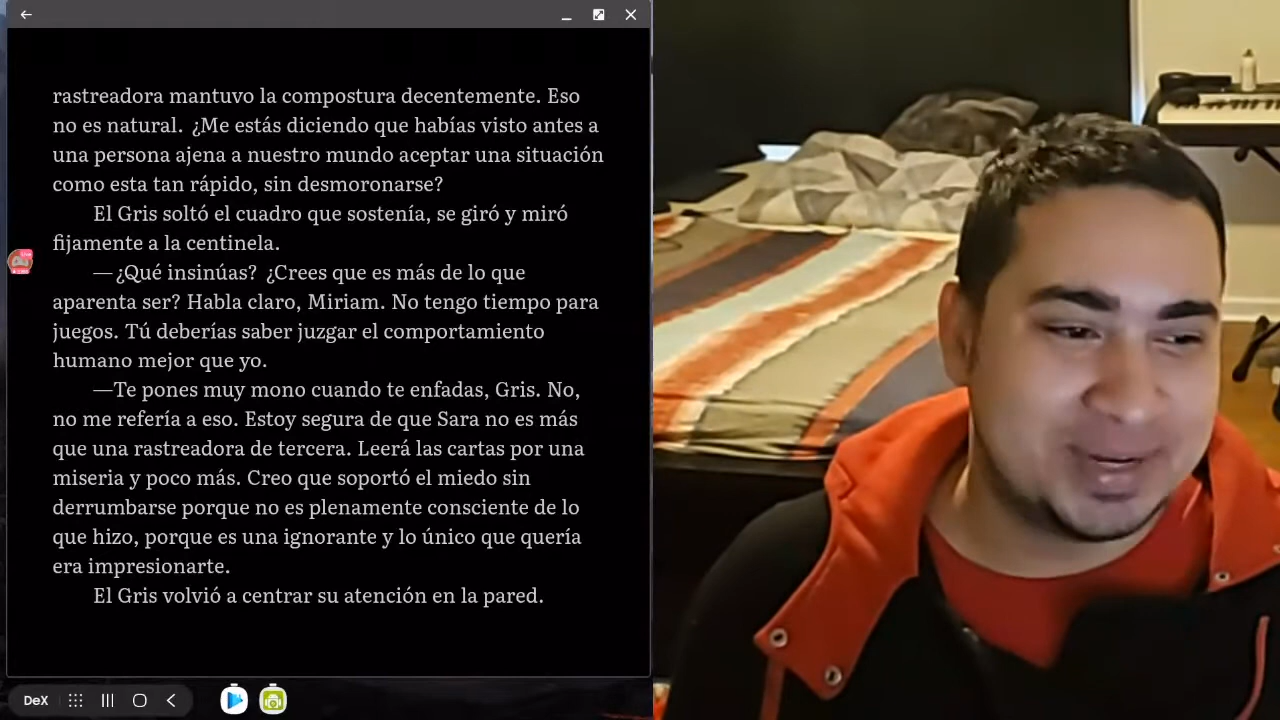 rastreadora mantuvo la compostura decentemente. Eso
no es natural. ¿Me estás diciendo que habías visto antes a
una persona ajena a nuestro mundo aceptar una situación
como esta tan rápido, sin desmoronarse?
El Gris soltó el cuadro que sostenía, se giró y miró
fijamente a la centinela.
—¿Qué insinúas? ¿Crees que es más de lo que
aparenta ser? Habla claro, Miriam. No tengo tiempo para
juegos. Tú deberías saber juzgar el comportamiento
humano mejor que yo.
—Te pones muy mono cuando te enfadas, Gris. No,
no me refería a eso. Estoy segura de que Sara no es más
que una rastreadora de tercera. Leerá las cartas por una
miseria y poco más. Creo que soportó el miedo sin
derrumbarse porque no es plenamente consciente de lo
que hizo, porque es una ignorante y lo único que quería
era impresionarte.
El Gris volvió a centrar su atención en la pared.
DeX